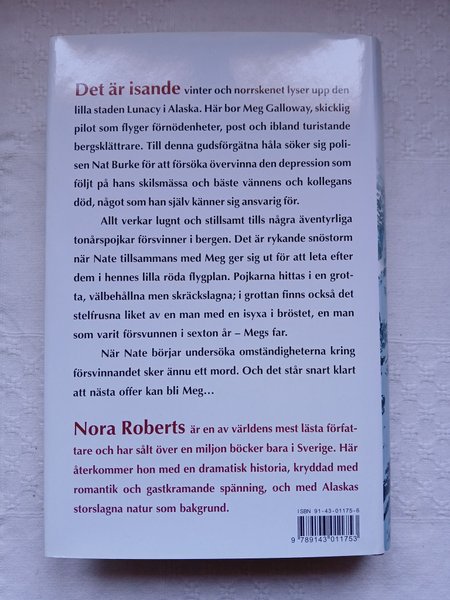 Det är isande vinter och norrskenet lyser upp den
lilla staden Lunacy i Alaska. Här bor Meg Galloway, skicklig
pilot som flyger förnödenheter, post och ibland turistande
bergsklättrare. Till denna gudsförgätna håla söker sig poli-
sen Nat Burke för att försöka övervinna den depression som
följt på hans skilsmässa och bäste vännens och kollegans
död, något som han själv känner sig ansvarig för.
Allt verkar lugnt och stillsamt tills några äventyrliga
tonårspojkar försvinner i bergen. Det är rykande snöstorm
när Nate tillsammans med Meg ger sig ut för att leta efter
dem i hennes lilla röda flygplan. Pojkarna hittas i en grot-
ta, välbehållna men skräckslagna; i grottan finns också det
stelfrusna liket av en man med en isyxa i bröstet, en man
som varit försvunnen i sexton år – Megs far.
När Nate börjar undersöka omständigheterna kring
försvinnandet sker ännu ett mord. Och det står snart klart
att nästa offer kan bli Meg...
Nora Roberts är en av världens mest lästa förfat-
tare och har sålt över en miljon böcker bara i Sverige. Här
återkommer hon med en dramatisk historia, kryddad med
romantik och gastkramande spänning, och med Alaskas
storslagna natur som bakgrund.
ISBN 91-43-01175-6
9 789143 011753